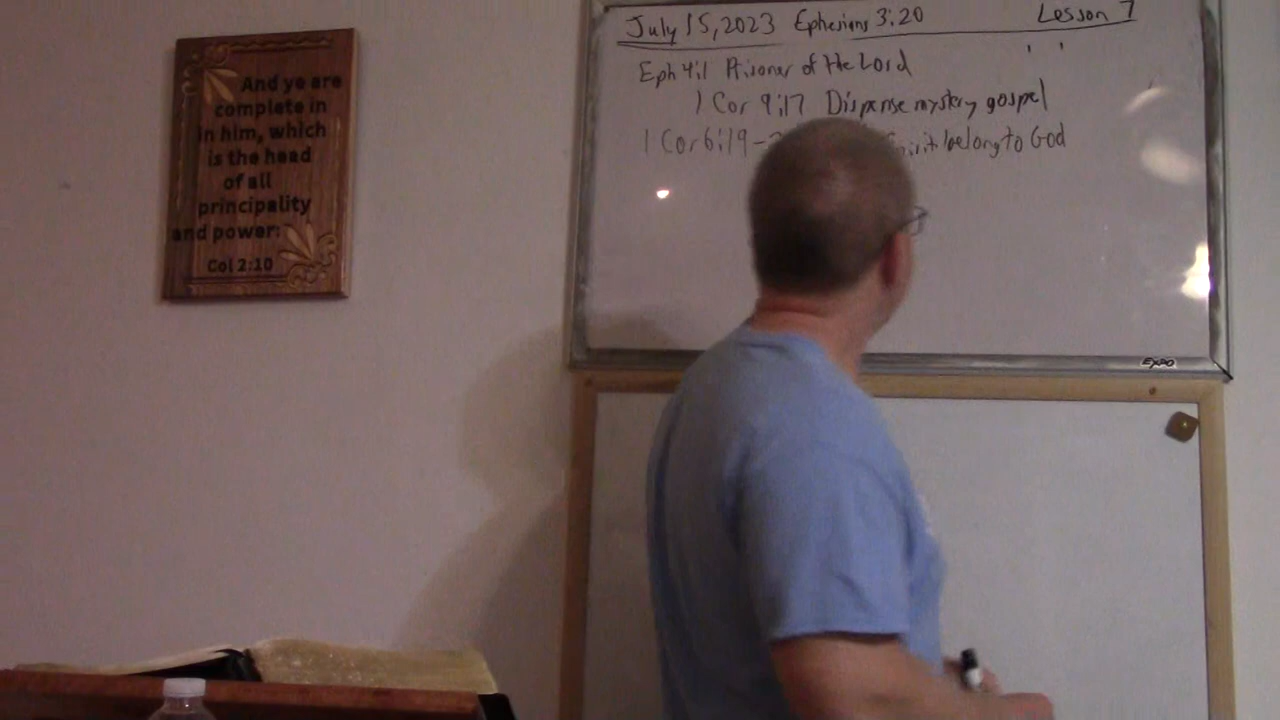 And ye are
complete in
in him, which
is the head
of all
principality
and power:
Col 2:10
July 15, 2023 Ephesians 3:20 Lesson 7
Eph 4:1 Prisoner of the Lord
1 Cor 9:17 Dispense mystery gospel
1 Cor 6:19- Spirit belong to God
EXPO